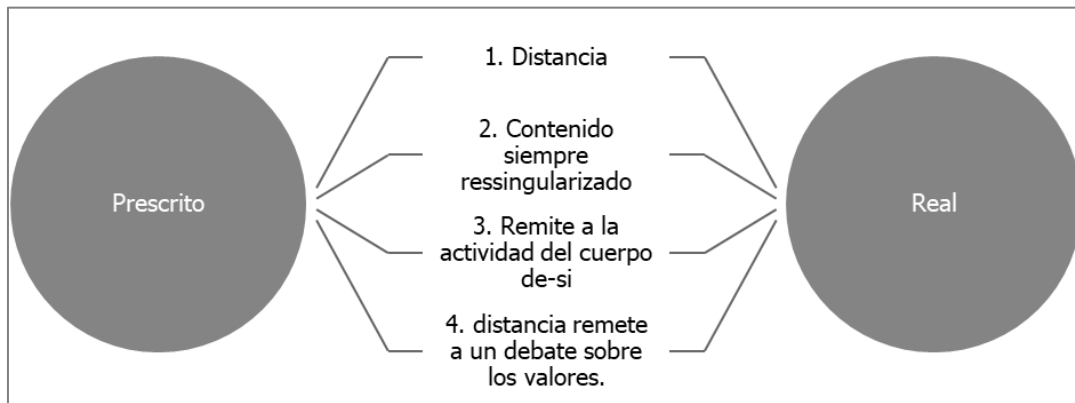 Prescrito
1. Distancia
2. Contenido
siempre
ressingularizado
3. Remite a la
actividad del cuerpo
de-si
4. distancia remete
a un debate sobre
los valores.
Real